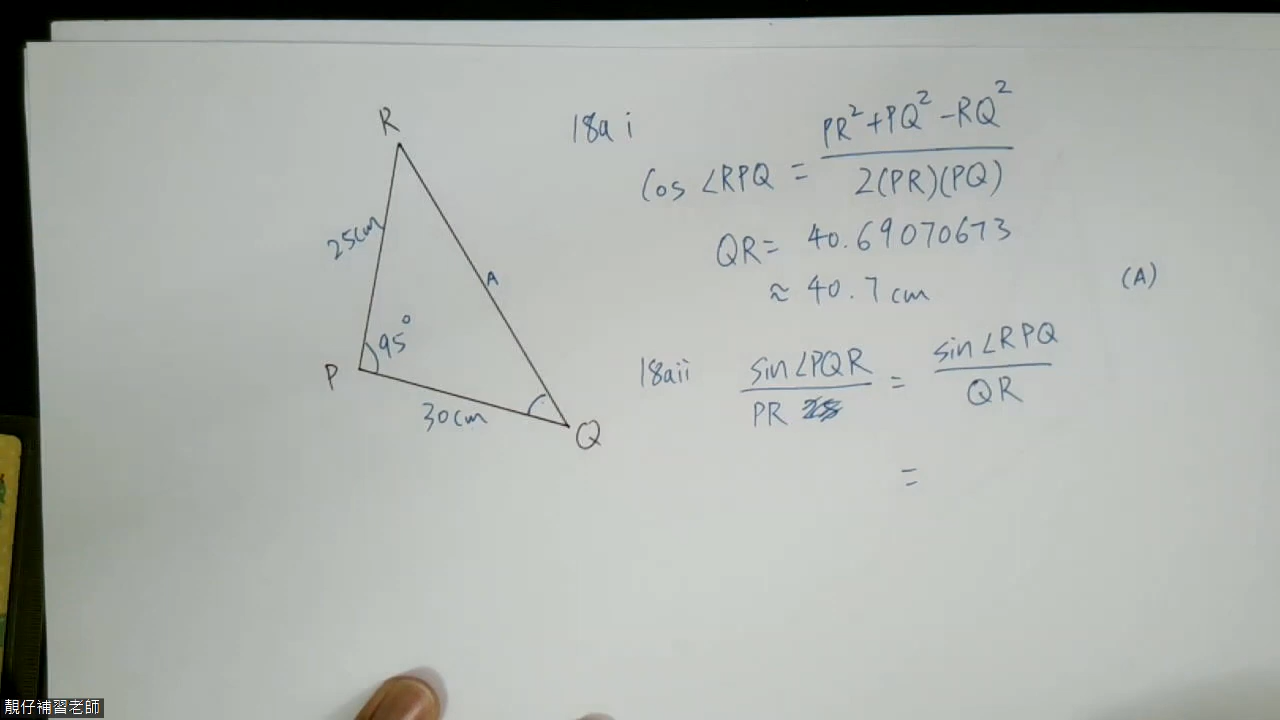 R
25cm
A
95°
P
30cm
Q
18a i
cos ∠RPQ = (PR² + PQ² - RQ²) / 2(PR)(PQ)
QR = 40.69070673
≈ 40.7 cm
(A)
18aii
sin∠PQR / PR = sin∠RPQ / QR
=
靚仔補習老師